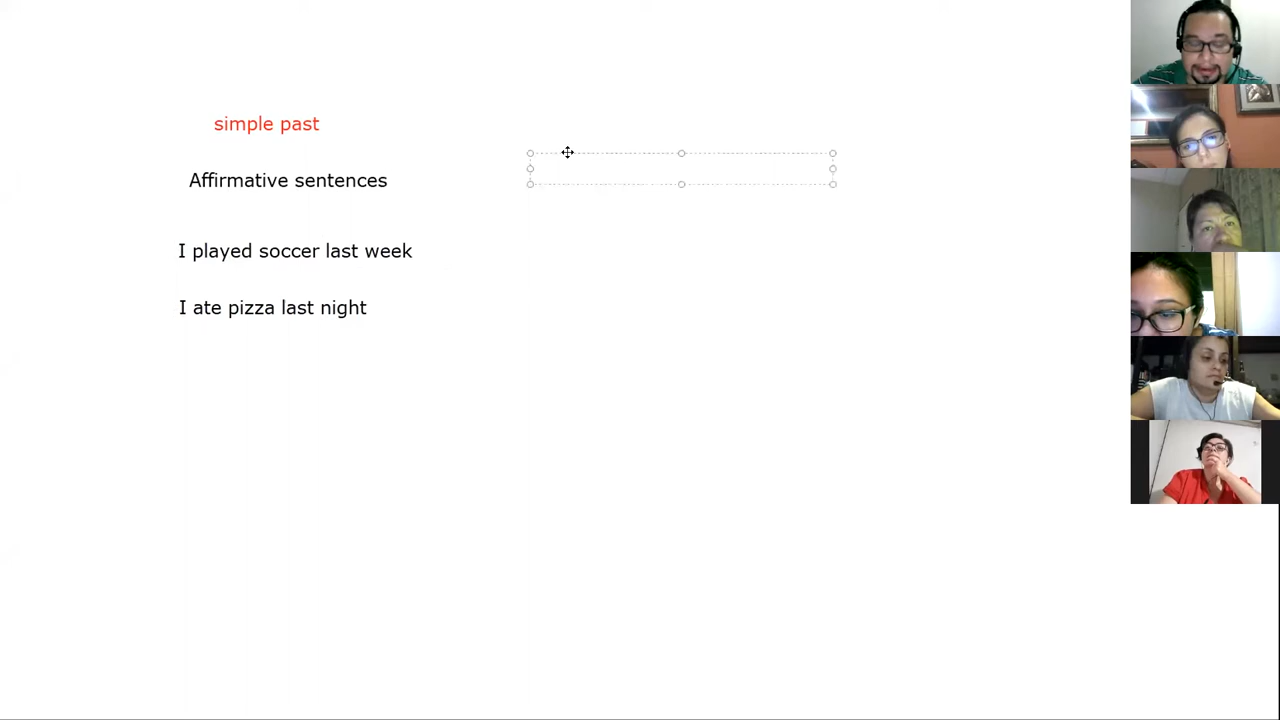 simple past
Affirmative sentences
I played soccer last week
I ate pizza last night